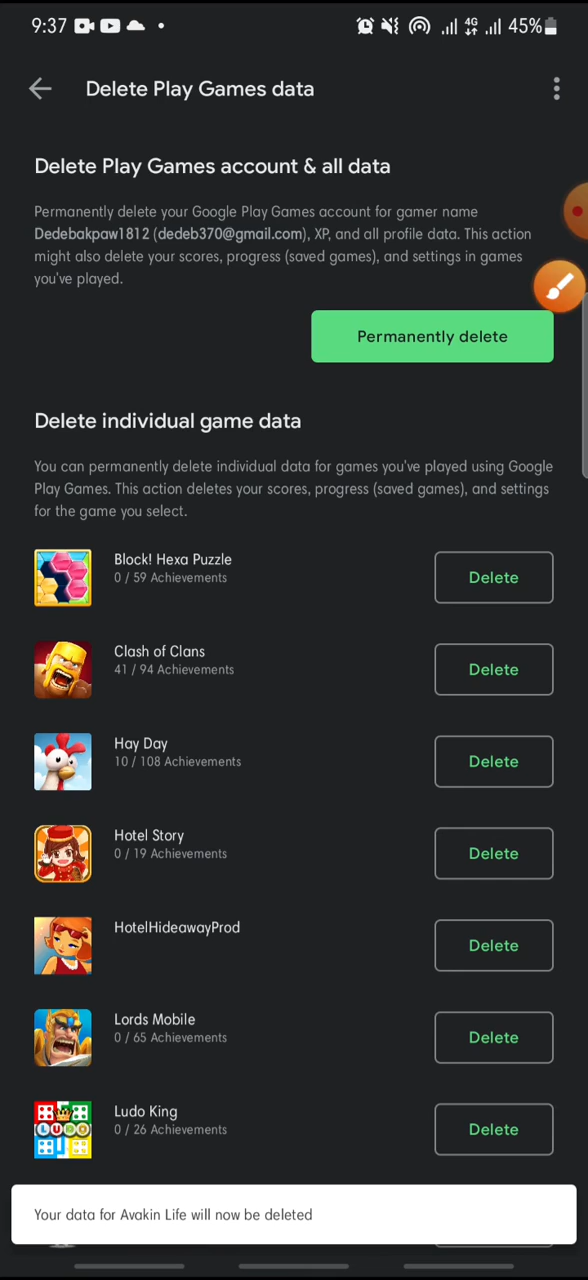 9:37
4G
45%
Delete Play Games data
Delete Play Games account & all data
Permanently delete your Google Play Games account for gamer name
Dedebakpaw1812 (dedeb370@gmail.com), XP, and all profile data. This action
might also delete your scores, progress (saved games), and settings in games
you've played.
Permanently delete
Delete individual game data
You can permanently delete individual data for games you've played using Google
Play Games. This action deletes your scores, progress (saved games), and settings
for the game you select.
Block! Hexa Puzzle
0 / 59 Achievements
Delete
Clash of Clans
41 / 94 Achievements
Delete
Hay Day
10 / 108 Achievements
Delete
Hotel Story
0 / 19 Achievements
Delete
HotelHideawayProd
Delete
Lords Mobile
0 / 65 Achievements
Delete
LUDO
Ludo King
0 / 26 Achievements
Delete
Your data for Avakin Life will now be deleted